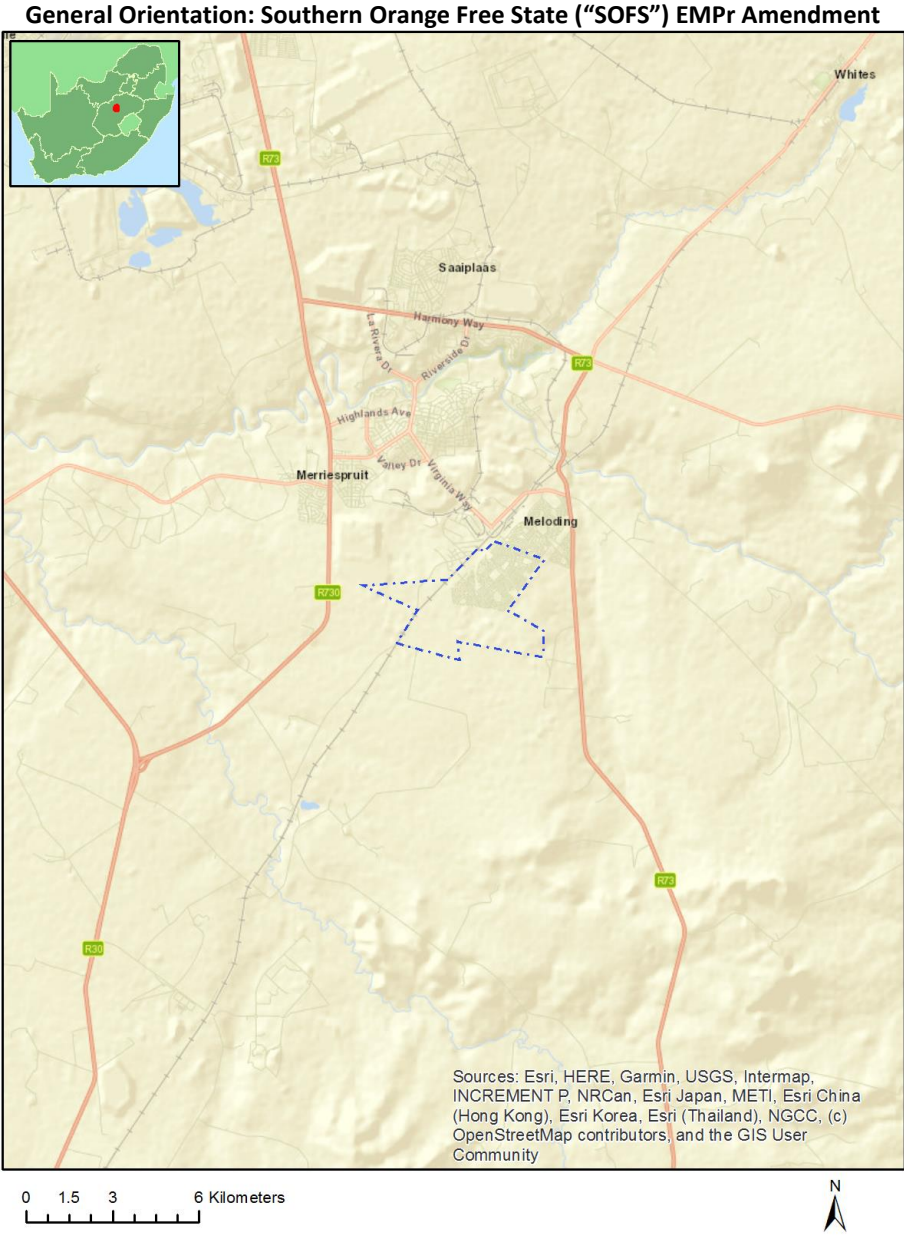 General Orientation: Southern Orange Free State (“SOFS”) EMPr Amendment
Whites
R73
Saaiplaas
Harmony Way
La Rivera Dr
Riverside Dr
R73
Highlands Ave
Valley Dr
Virginia Way
Merriespruit
Meloding
R730
R73
R30
Sources: Esri, HERE, Garmin, USGS, Intermap,
INCREMENT P, NRCan, Esri Japan, METI, Esri China
(Hong Kong), Esri Korea, Esri (Thailand), NGCC, (c)
OpenStreetMap contributors, and the GIS User
Community
0 1.5 3 6 Kilometers
N